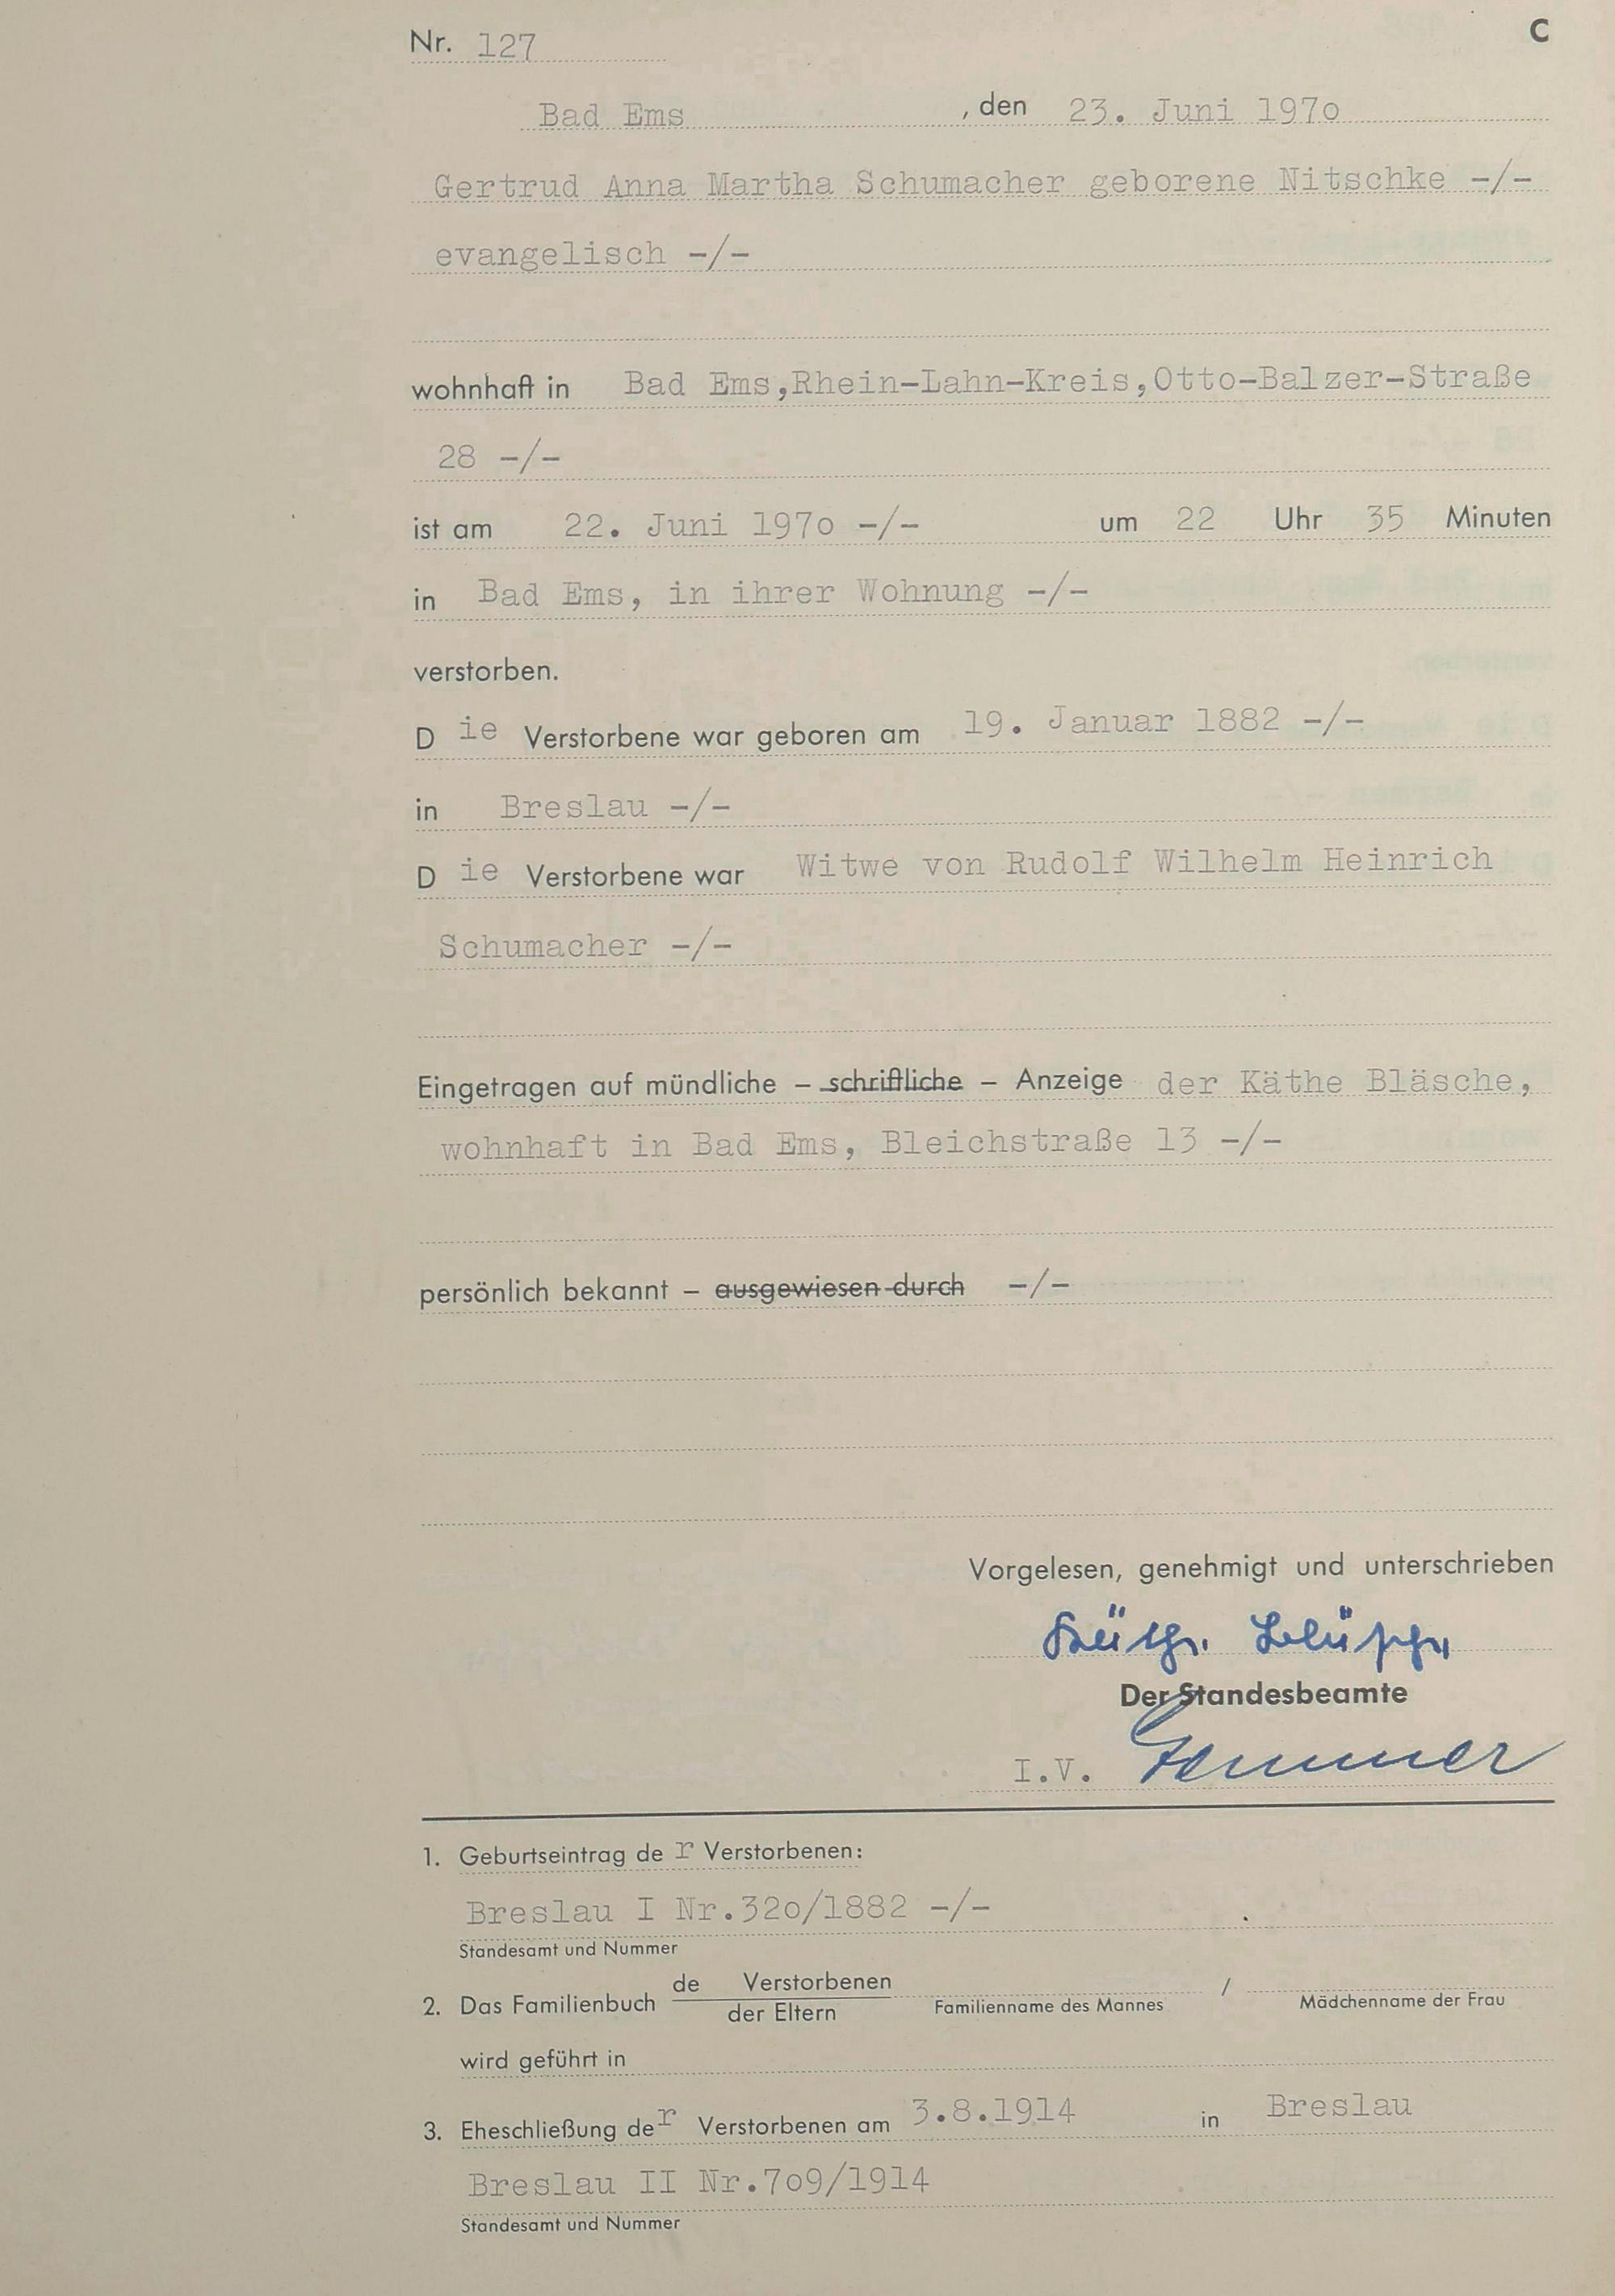 Nr. 127
C
Bad Ems , den 23. Juni 197o
Gertrud Anna Martha Schumacher geborene Nitschke -/-
evangelisch -/-
wohnhaft in Bad Ems,Rhein-Lahn-Kreis,Otto-Balzer-Straße
28 -/-
ist am 22. Juni 197o -/- um 22 Uhr 35 Minuten
in Bad Ems, in ihrer Wohnung -/-
verstorben.
D ie Verstorbene war geboren am 19. Januar 1882 -/-
in Breslau -/-
D ie Verstorbene war Witwe von Rudolf Wilhelm Heinrich
Schumacher -/-
Eingetragen auf mündliche – schriftliche – Anzeige der Käthe Bläsche,
wohnhaft in Bad Ems, Bleichstraße 13 -/-
persönlich bekannt – ausgewiesen durch -/-
Vorgelesen, genehmigt und unterschrieben
Käthe Bläsche
Der Standesbeamte
I.V.
1. Geburtseintrag de r Verstorbenen:
Breslau I Nr.32o/1882 -/-
Standesamt und Nummer
de Verstorbenen
2. Das Familienbuch der Eltern Familienname des Mannes / Mädchenname der Frau
wird geführt in
3. Eheschließung de r Verstorbenen am 3.8.1914 in Breslau
Breslau II Nr.7o9/1914
Standesamt und Nummer